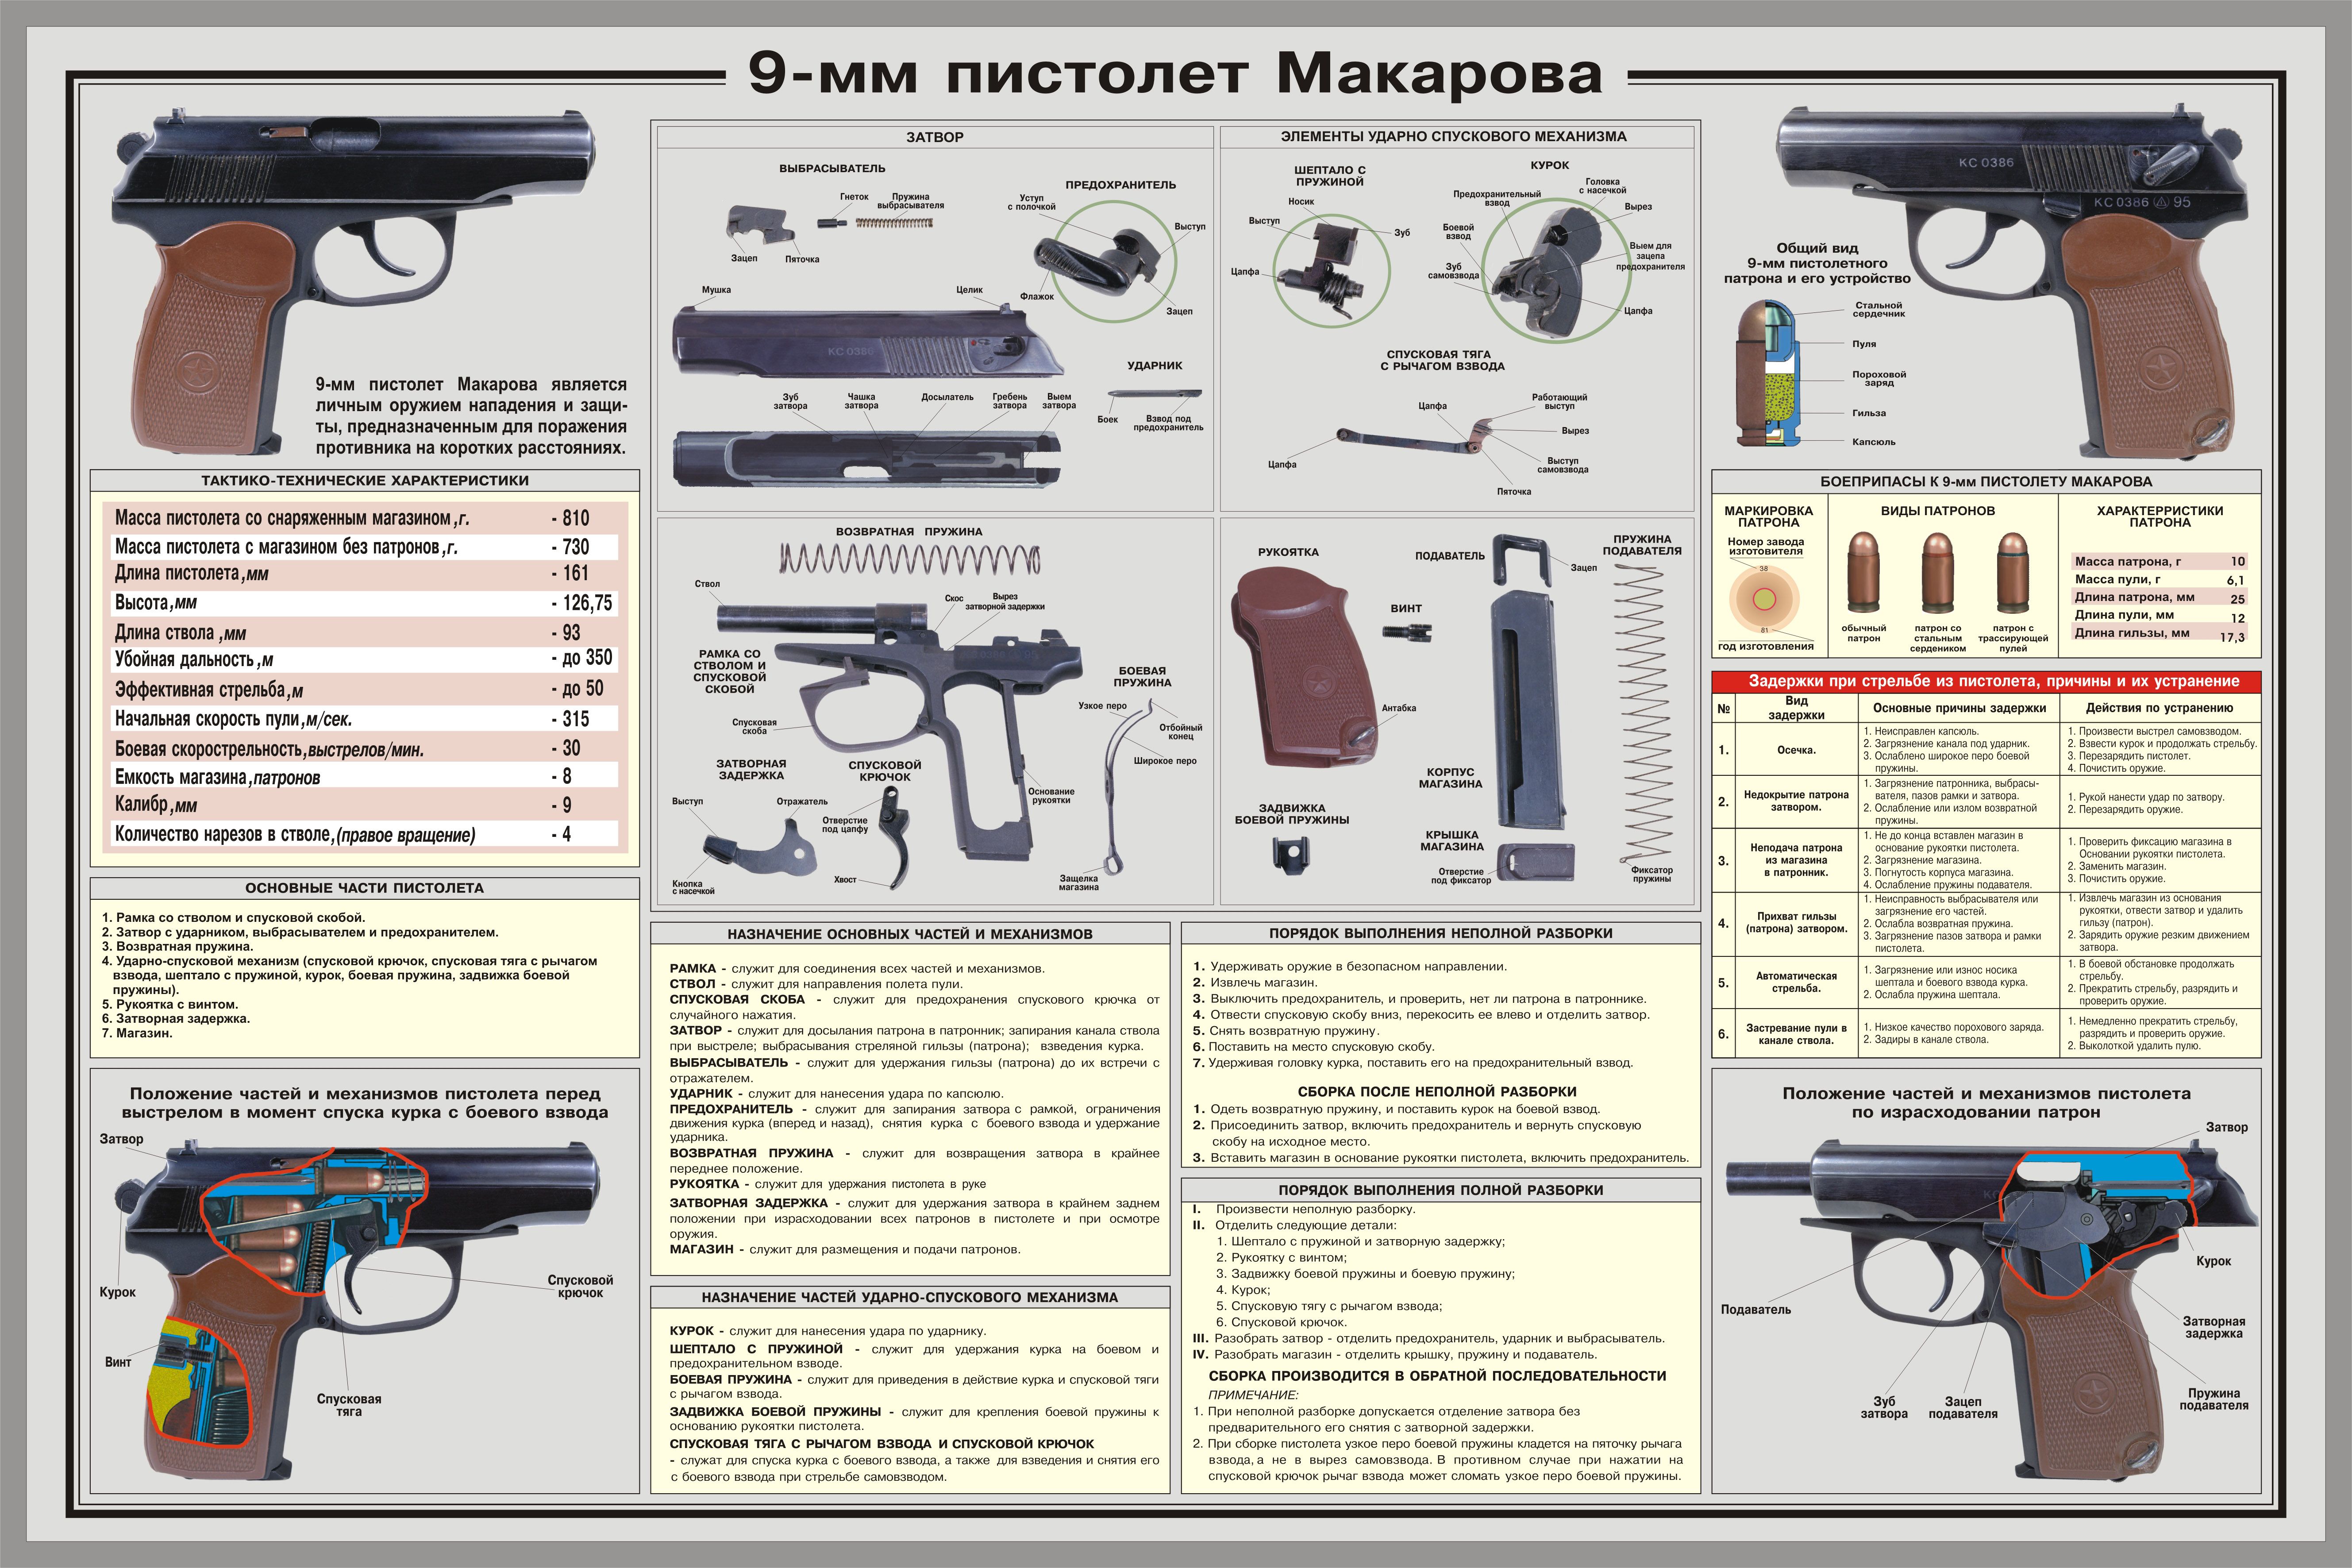 9-мм пистолет Макарова
КС 0386
КС 0386 95
9-мм пистолет Макарова является
личным оружием нападения и защи-
ты, предназначенным для поражения
противника на коротких расстояниях.
ТАКТИКО-ТЕХНИЧЕСКИЕ ХАРАКТЕРИСТИКИ
Масса пистолета со снаряженным магазином,г. - 810
Масса пистолета с магазином без патронов,г. - 730
Длина пистолета,мм - 161
Высота,мм - 126,75
Длина ствола ,мм - 93
Убойная дальность,м - до 350
Эффективная стрельба,м - до 50
Начальная скорость пули,м/сек. - 315
Боевая скорострельность,выстрелов/мин. - 30
Емкость магазина,патронов - 8
Калибр,мм - 9
Количество нарезов в стволе,(правое вращение) - 4
ОСНОВНЫЕ ЧАСТИ ПИСТОЛЕТА
1. Рамка со стволом и спусковой скобой.
2. Затвор с ударником, выбрасывателем и предохранителем.
3. Возвратная пружина.
4. Ударно-спусковой механизм (спусковой крючок, спусковая тяга с рычагом
взвода, шептало с пружиной, курок, боевая пружина, задвижка боевой
пружины).
5. Рукоятка с винтом.
6. Затворная задержка.
7. Магазин.
Положение частей и механизмов пистолета перед
выстрелом в момент спуска курка с боевого взвода
Затвор
Курок
Спусковой
крючок
Винт
Спусковая
тяга
ЗАТВОР
ВЫБРАСЫВАТЕЛЬ
Гнеток
Пружина
выбрасывателя
Зацеп
Пяточка
ПРЕДОХРАНИТЕЛЬ
Уступ
с полочкой
Выступ
Флажок
Зацеп
Мушка
Целик
КС 0386
УДАРНИК
Боек
Взвод под
предохранитель
Зуб
затвора
Чашка
затвора
Досылатель
Гребень
затвора
Выем
затвора
ЭЛЕМЕНТЫ УДАРНО СПУСКОВОГО МЕХАНИЗМА
ШЕПТАЛО С
ПРУЖИНОЙ
Носик
Выступ
Зуб
Цапфа
КУРОК
Головка
с насечкой
Предохранительный
взвод
Вырез
Боевой
взвод
Выем для
зацепа
предохранителя
Зуб
самовзвода
Цапфа
СПУСКОВАЯ ТЯГА
С РЫЧАГОМ ВЗВОДА
Цапфа
Работающий
выступ
Вырез
Выступ
самовзвода
Цапфа
Пяточка
ВОЗВРАТНАЯ ПРУЖИНА
Ствол
Скос
Вырез
затворной задержки
РАМКА СО
СТВОЛОМ И
СПУСКОВОЙ
СКОБОЙ
Спусковая
скоба
БОЕВАЯ
ПРУЖИНА
Узкое перо
Отбойный
конец
Широкое перо
ЗАТВОРНАЯ
ЗАДЕРЖКА
СПУСКОВОЙ
КРЮЧОК
Выступ
Отражатель
Отверстие
под цапфу
Основание
рукоятки
Кнопка
с насечкой
Хвост
Защелка
магазина
РУКОЯТКА
ПОДАВАТЕЛЬ
ПРУЖИНА
ПОДАВАТЕЛЯ
Зацеп
ВИНТ
Антабка
КОРПУС
МАГАЗИНА
ЗАДВИЖКА
БОЕВОЙ ПРУЖИНЫ
КРЫШКА
МАГАЗИНА
Отверстие
под фиксатор
Фиксатор
пружины
НАЗНАЧЕНИЕ ОСНОВНЫХ ЧАСТЕЙ И МЕХАНИЗМОВ
РАМКА - служит для соединения всех частей и механизмов.
СТВОЛ - служит для направления полета пули.
СПУСКОВАЯ СКОБА - служит для предохранения спускового крючка от
случайного нажатия.
ЗАТВОР - служит для досылания патрона в патронник; запирания канала ствола
при выстреле; выбрасывания стреляной гильзы (патрона); взведения курка.
ВЫБРАСЫВАТЕЛЬ - служит для удержания гильзы (патрона) до их встречи с
отражателем.
УДАРНИК - служит для нанесения удара по капсюлю.
ПРЕДОХРАНИТЕЛЬ - служит для запирания затвора с рамкой, ограничения
движения курка (вперед и назад), снятия курка с боевого взвода и удержание
ударника.
ВОЗВРАТНАЯ ПРУЖИНА - служит для возвращения затвора в крайнее
переднее положение.
РУКОЯТКА - служит для удержания пистолета в руке
ЗАТВОРНАЯ ЗАДЕРЖКА - служит для удержания затвора в крайнем заднем
положении при израсходовании всех патронов в пистолете и при осмотре
оружия.
МАГАЗИН - служит для размещения и подачи патронов.
НАЗНАЧЕНИЕ ЧАСТЕЙ УДАРНО-СПУСКОВОГО МЕХАНИЗМА
КУРОК - служит для нанесения удара по ударнику.
ШЕПТАЛО С ПРУЖИНОЙ - служит для удержания курка на боевом и
предохранительном взводе.
БОЕВАЯ ПРУЖИНА - служит для приведения в действие курка и спусковой тяги
с рычагом взвода.
ЗАДВИЖКА БОЕВОЙ ПРУЖИНЫ - служит для крепления боевой пружины к
основанию рукоятки пистолета.
СПУСКОВАЯ ТЯГА С РЫЧАГОМ ВЗВОДА И СПУСКОВОЙ КРЮЧОК
- служат для спуска курка с боевого взвода, а также для взведения и снятия его
с боевого взвода при стрельбе самовзводом.
ПОРЯДОК ВЫПОЛНЕНИЯ НЕПОЛНОЙ РАЗБОРКИ
1. Удерживать оружие в безопасном направлении.
2. Извлечь магазин.
3. Выключить предохранитель, и проверить, нет ли патрона в патроннике.
4. Отвести спусковую скобу вниз, перекосить ее влево и отделить затвор.
5. Снять возвратную пружину.
6. Поставить на место спусковую скобу.
7. Удерживая головку курка, поставить его на предохранительный взвод.
СБОРКА ПОСЛЕ НЕПОЛНОЙ РАЗБОРКИ
1. Одеть возвратную пружину, и поставить курок на боевой взвод.
2. Присоединить затвор, включить предохранитель и вернуть спусковую
скобу на исходное место.
3. Вставить магазин в основание рукоятки пистолета, включить предохранитель.
ПОРЯДОК ВЫПОЛНЕНИЯ ПОЛНОЙ РАЗБОРКИ
I. Произвести неполную разборку.
II. Отделить следующие детали:
1. Шептало с пружиной и затворную задержку;
2. Рукоятку с винтом;
3. Задвижку боевой пружины и боевую пружину;
4. Курок;
5. Спусковую тягу с рычагом взвода;
6. Спусковой крючок.
III. Разобрать затвор - отделить предохранитель, ударник и выбрасыватель.
IV. Разобрать магазин - отделить крышку, пружину и подаватель.
СБОРКА ПРОИЗВОДИТСЯ В ОБРАТНОЙ ПОСЛЕДОВАТЕЛЬНОСТИ
ПРИМЕЧАНИЕ:
1. При неполной разборке допускается отделение затвора без
предварительного его снятия с затворной задержки.
2. При сборке пистолета узкое перо боевой пружины кладется на пяточку рычага
взвода, а не в вырез самовзвода. В противном случае при нажатии на
спусковой крючок рычаг взвода может сломать узкое перо боевой пружины.
Общий вид
9-мм пистолетного
патрона и его устройство
Стальной
сердечник
Пуля
Пороховой
заряд
Гильза
Капсюль
БОЕПРИПАСЫ К 9-мм ПИСТОЛЕТУ МАКАРОВА
МАРКИРОВКА
ПАТРОНА
Номер завода
изготовителя
38
81
год изготовления
ВИДЫ ПАТРОНОВ
обычный
патрон
патрон со
стальным
сердеником
патрон с
трассирующей
пулей
ХАРАКТЕРРИСТИКИ
ПАТРОНА
Масса патрона, г 10
Масса пули, г 6,1
Длина патрона, мм 25
Длина пули, мм 12
Длина гильзы, мм 17,3
Задержки при стрельбе из пистолета, причины и их устранение
№
Вид
задержки
Основные причины задержки
Действия по устранению
1.
Осечка.
1. Неисправлен капсюль.
2. Загрязнение канала под ударник.
3. Ослаблено широкое перо боевой
пружины.
1. Произвести выстрел самовзводом.
2. Взвести курок и продолжать стрельбу.
3. Перезарядить пистолет.
4. Почистить оружие.
2.
Недокрытие патрона
затвором.
1. Загрязнение патронника, выбрасы-
вателя, пазов рамки и затвора.
2. Ослабление или излом возвратной
пружины.
1. Рукой нанести удар по затвору.
2. Перезарядить оружие.
3.
Неподача патрона
из магазина
в патронник.
1. Не до конца вставлен магазин в
основание рукоятки пистолета.
2. Загрязнение магазина.
3. Погнутость корпуса магазина.
4. Ослабление пружины подавателя.
1. Проверить фиксацию магазина в
Основании рукоятки пистолета.
2. Заменить магазин.
3. Почистить оружие.
4.
Прихват гильзы
(патрона) затвором.
1. Неисправность выбрасывателя или
загрязнение его частей.
2. Ослабла возвратная пружина.
3. Загрязнение пазов затвора и рамки
пистолета.
1. Извлечь магазин из основания
рукоятки, отвести затвор и удалить
гильзу (патрон).
2. Зарядить оружие резким движением
затвора.
5.
Автоматическая
стрельба.
1. Загрязнение или износ носика
шептала и боевого взвода курка.
2. Ослабла пружина шептала.
1. В боевой обстановке продолжать
стрельбу.
2. Прекратить стрельбу, разрядить и
проверить оружие.
6.
Застревание пули в
канале ствола.
1. Низкое качество порохового заряда.
2. Задиры в канале ствола.
1. Немедленно прекратить стрельбу,
разрядить и проверить оружие.
2. Выколоткой удалить пулю.
Положение частей и механизмов пистолета
по израсходовании патрон
Затвор
Курок
Подаватель
Затворная
задержка
Зуб
затвора
Зацеп
подавателя
Пружина
подавателя